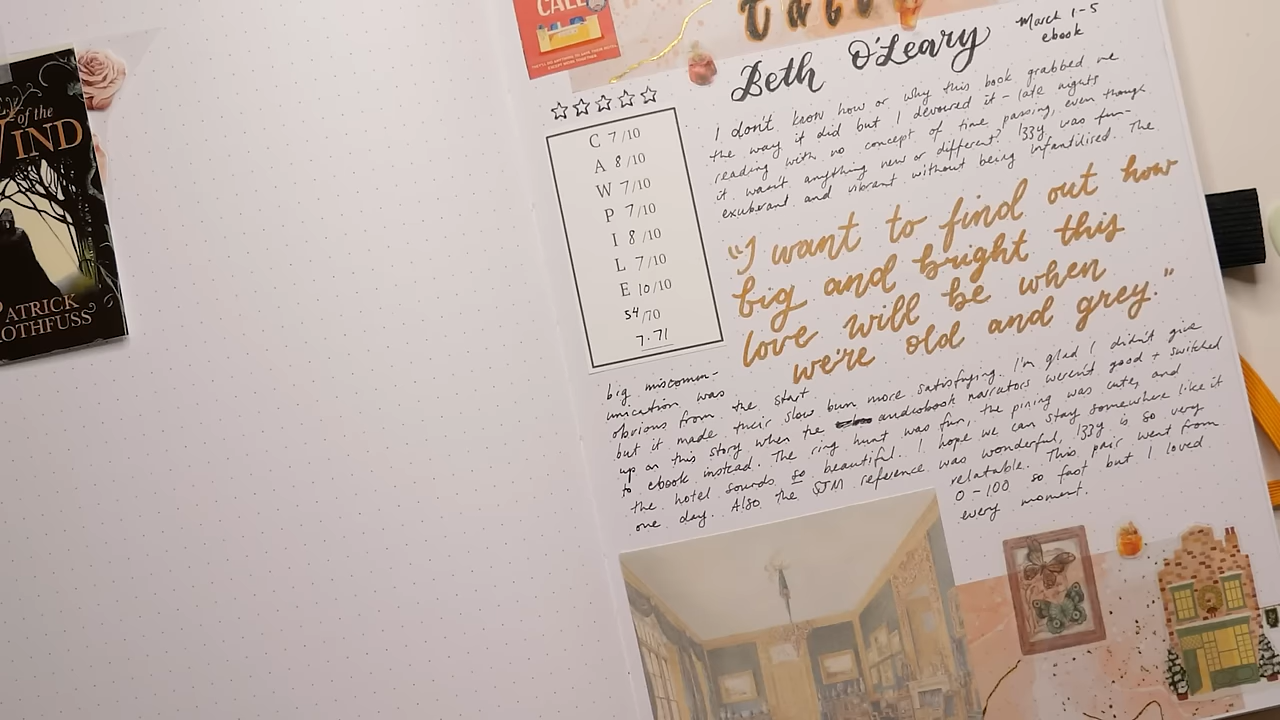 of the
WIND
PATRICK
ROTHFUSS
CALL
Beth O'Leary
March 1-5
ebook
C 7/10
A 8/10
W 7/10
P 7/10
I 8/10
L 7/10
E 10/10
54/70
7.71
I don't know how or why this book grabbed me
the way it did but I devoured it - late nights
reading with no concept of time passing, even though
it wasn't anything new or different? Izzy was fun-
exuberant and vibrant without being infantilised. The
"I want to find out how
big and bright this
love will be when
we're old and grey."
big miscomm-
unication was
obvious from the start
but it made their slow burn more satisfying. I'm glad I didn't give
up on this story when the audiobook narrators weren't good + switched
to ebook instead. The ring hunt was fun, the pining was cute, and
the hotel sounds so beautiful. I hope we can stay somewhere like it
one day. Also the SJM reference was wonderful, Izzy is so very
relatable. This pair went from
0-100 so fast but I loved
every moment.